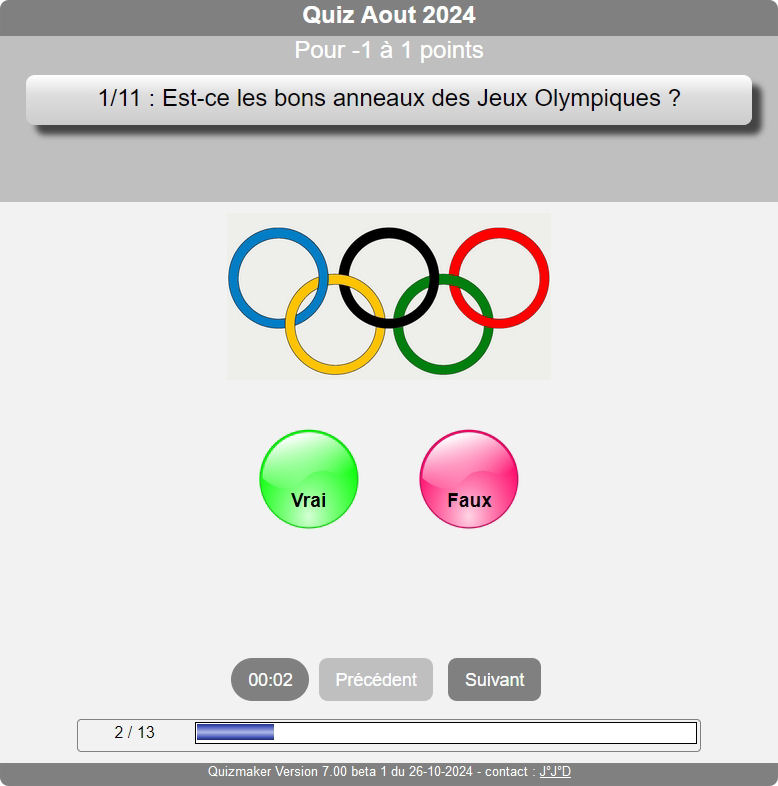 Quiz Aout 2024
Pour -1 à 1 points
1/11 : Est-ce les bons anneaux des Jeux Olympiques ?
Vrai
Faux
00:02
Précédent
Suivant
2 / 13
Quizmaker Version 7.00 beta 1 du 26-10-2024 - contact : J°J°D